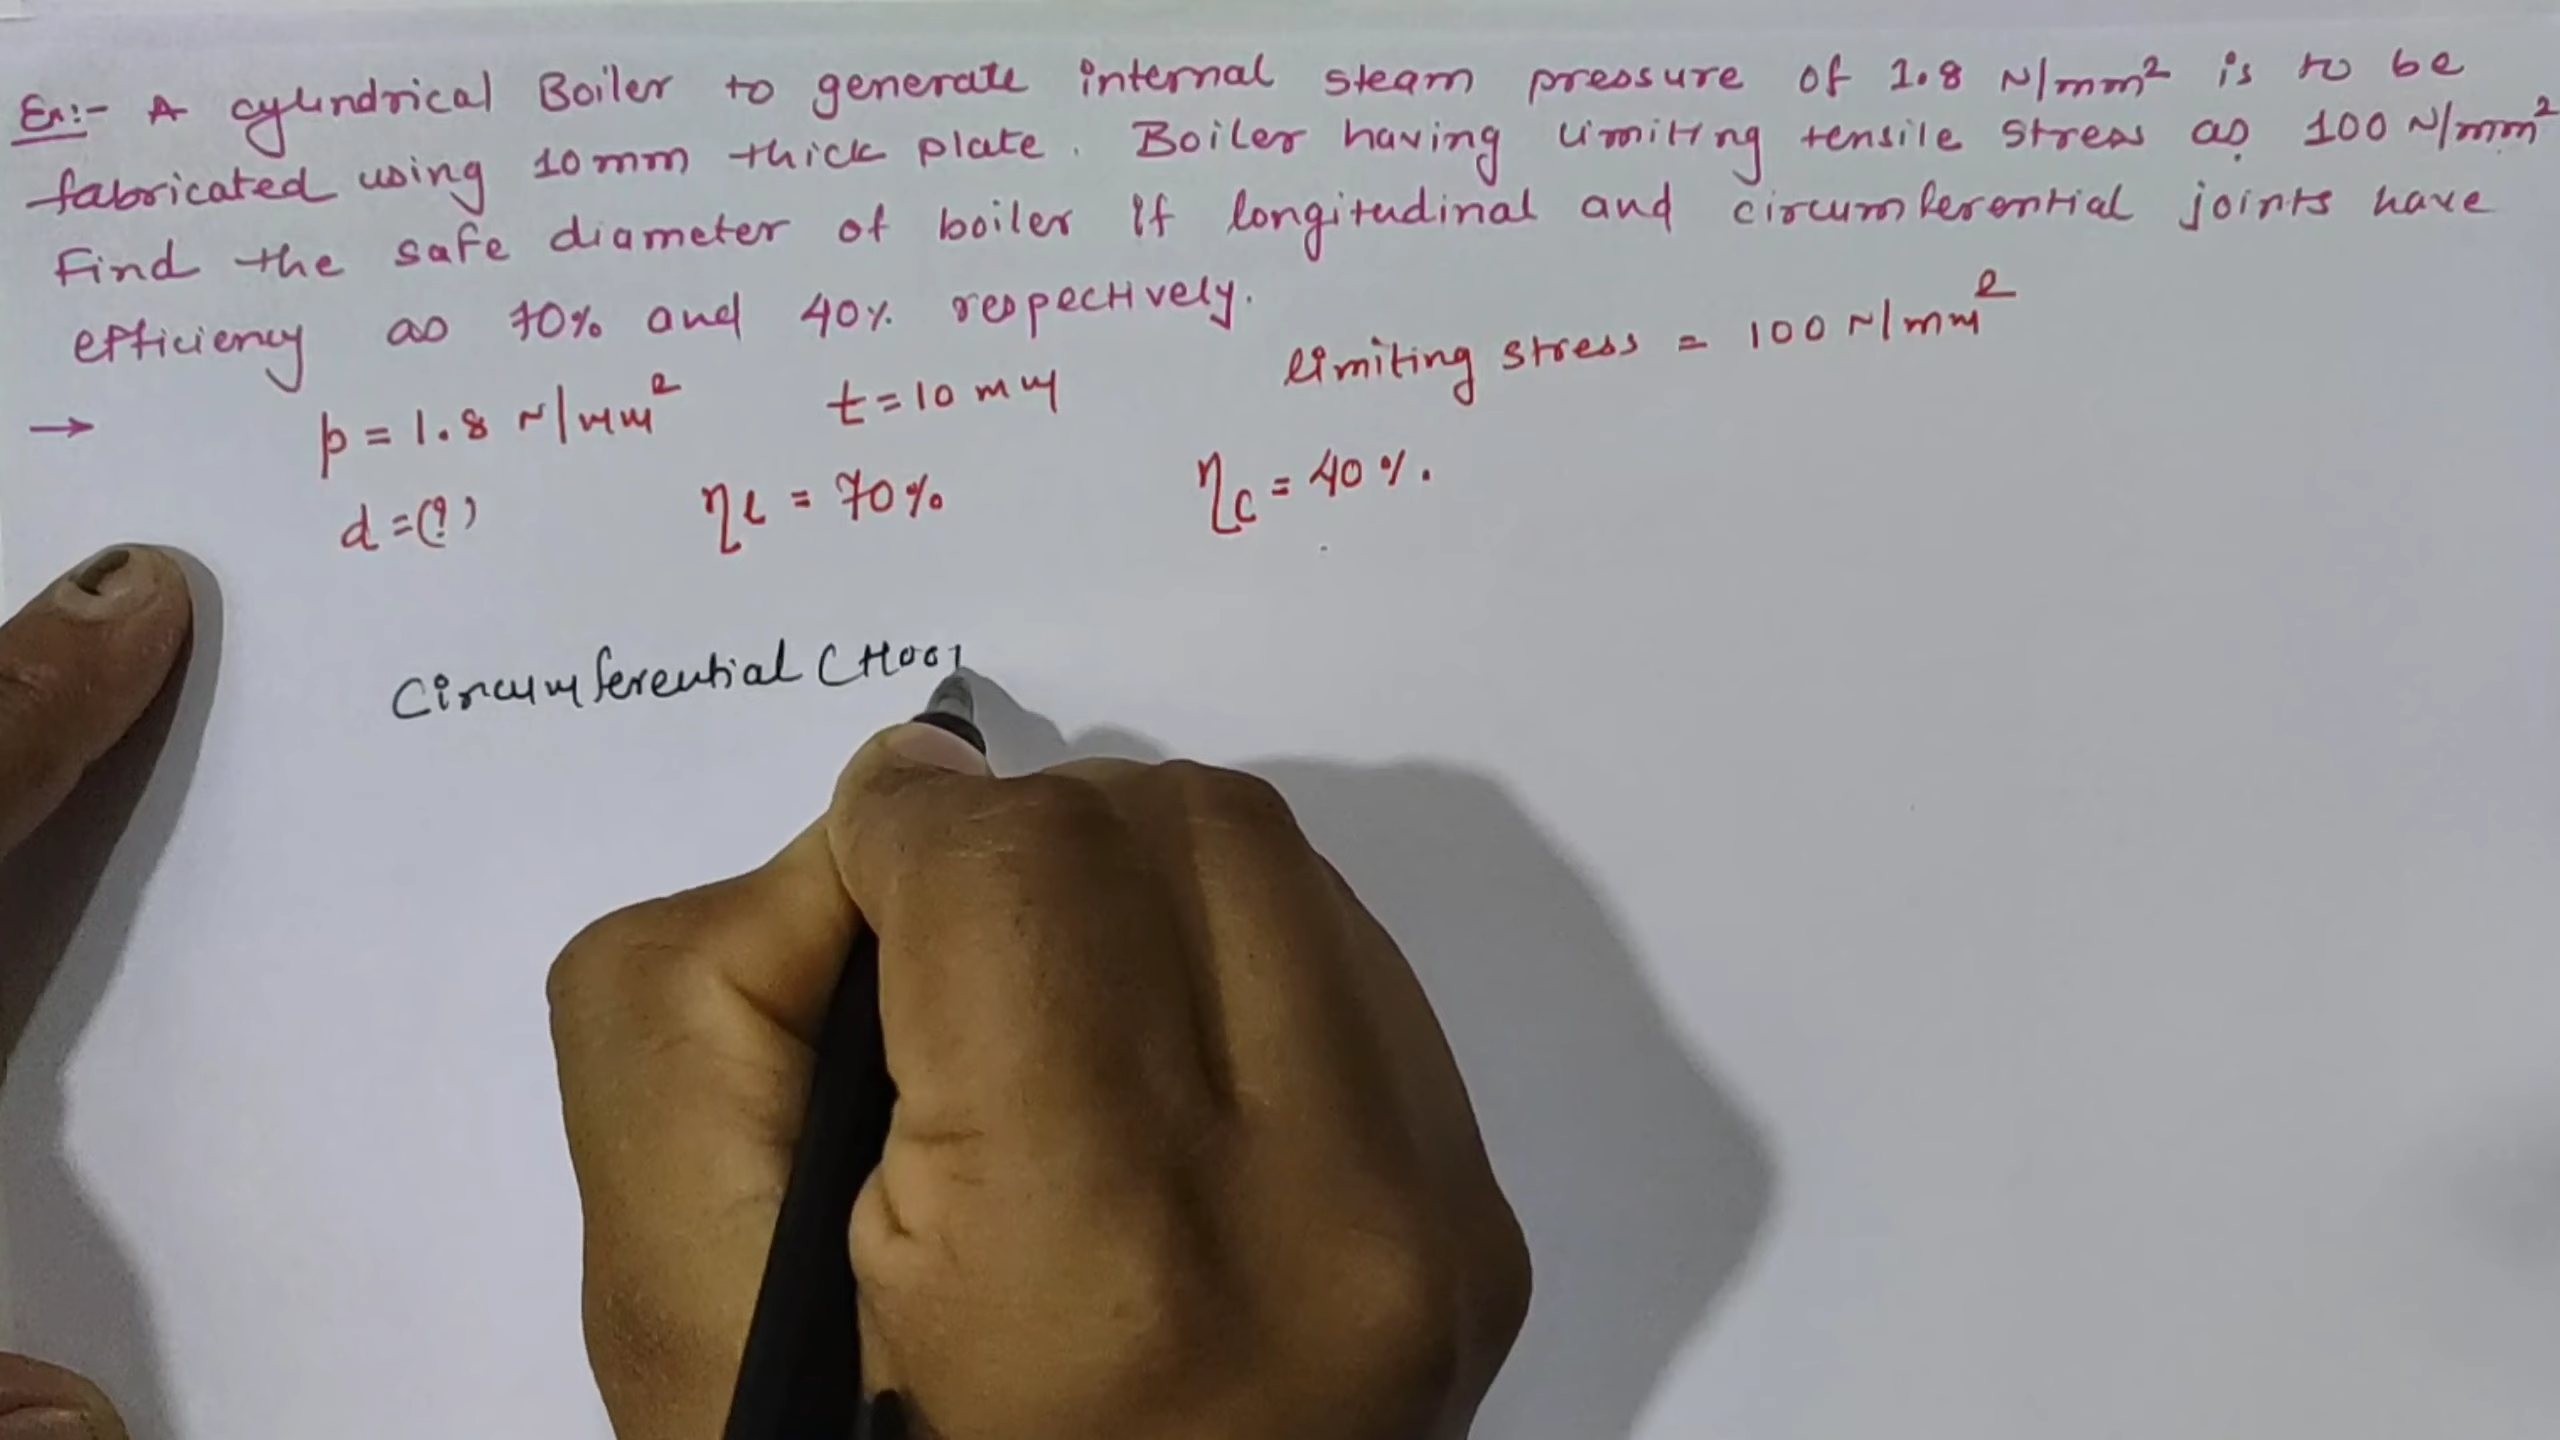 Ex:- A cylindrical Boiler to generate internal steam pressure of 1.8 N/mm² is to be
fabricated using 10mm thick plate. Boiler having limiting tensile stress as 100 N/mm²
Find the safe diameter of boiler if longitudinal and circumferential joints have
efficiency as 70% and 40% respectively.
→ p = 1.8 N/mm² t = 10 mm limiting stress = 100 N/mm²
d = (?) ηl = 70% ηc = 40%.
Circumferential (Hoo